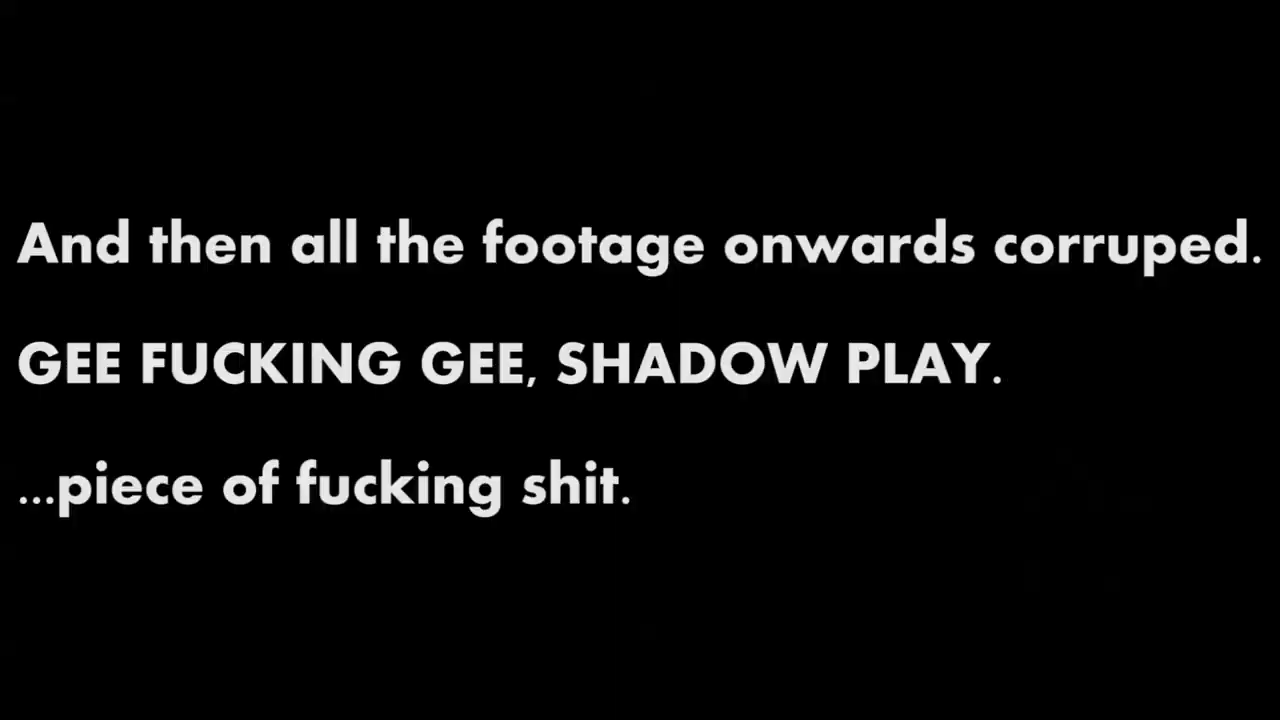 And then all the footage onwards corruped.
GEE FUCKING GEE, SHADOW PLAY.
...piece of fucking shit.